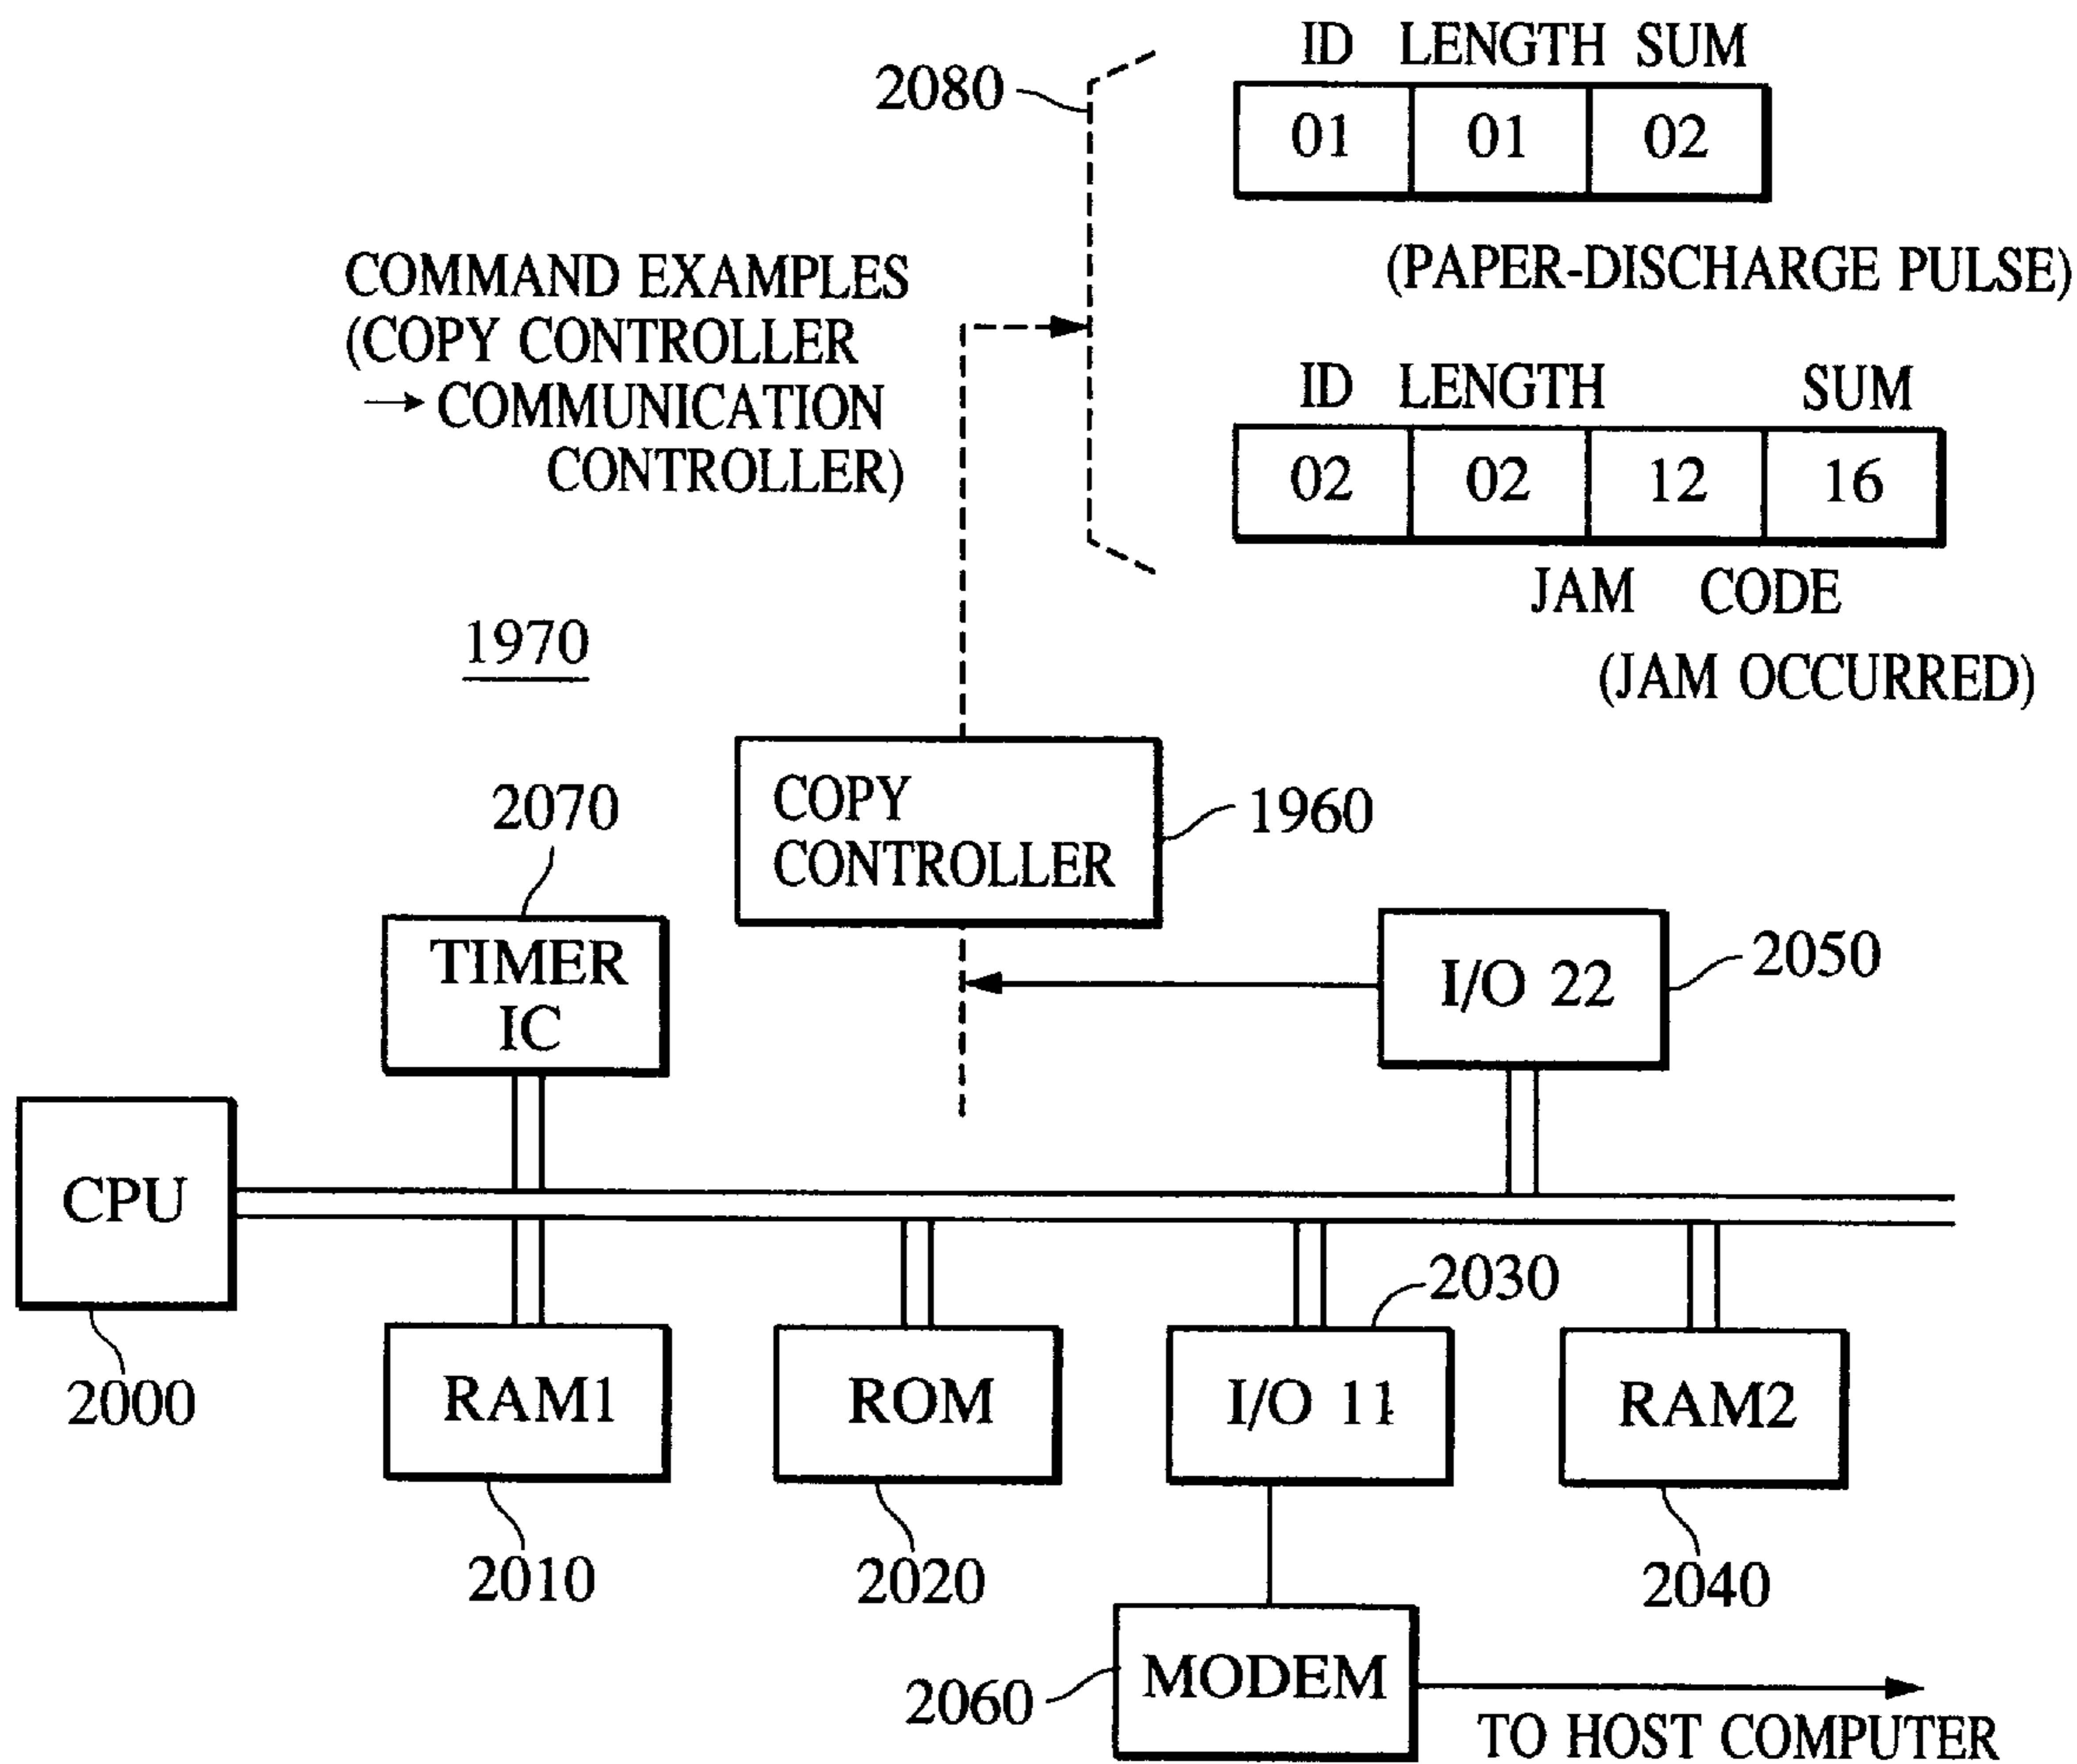 ID LENGTH SUM
2080
01 01 02
(PAPER-DISCHARGE PULSE)
COMMAND EXAMPLES
(COPY CONTROLLER
→ COMMUNICATION
CONTROLLER)
ID LENGTH SUM
02 02 12 16
JAM CODE
(JAM OCCURRED)
1970
COPY
CONTROLLER
1960
2070
TIMER
IC
I/O 22
2050
CPU
2000
2030
RAM1
ROM
I/O 11
RAM2
2010
2020
2040
MODEM
2060
TO HOST COMPUTER